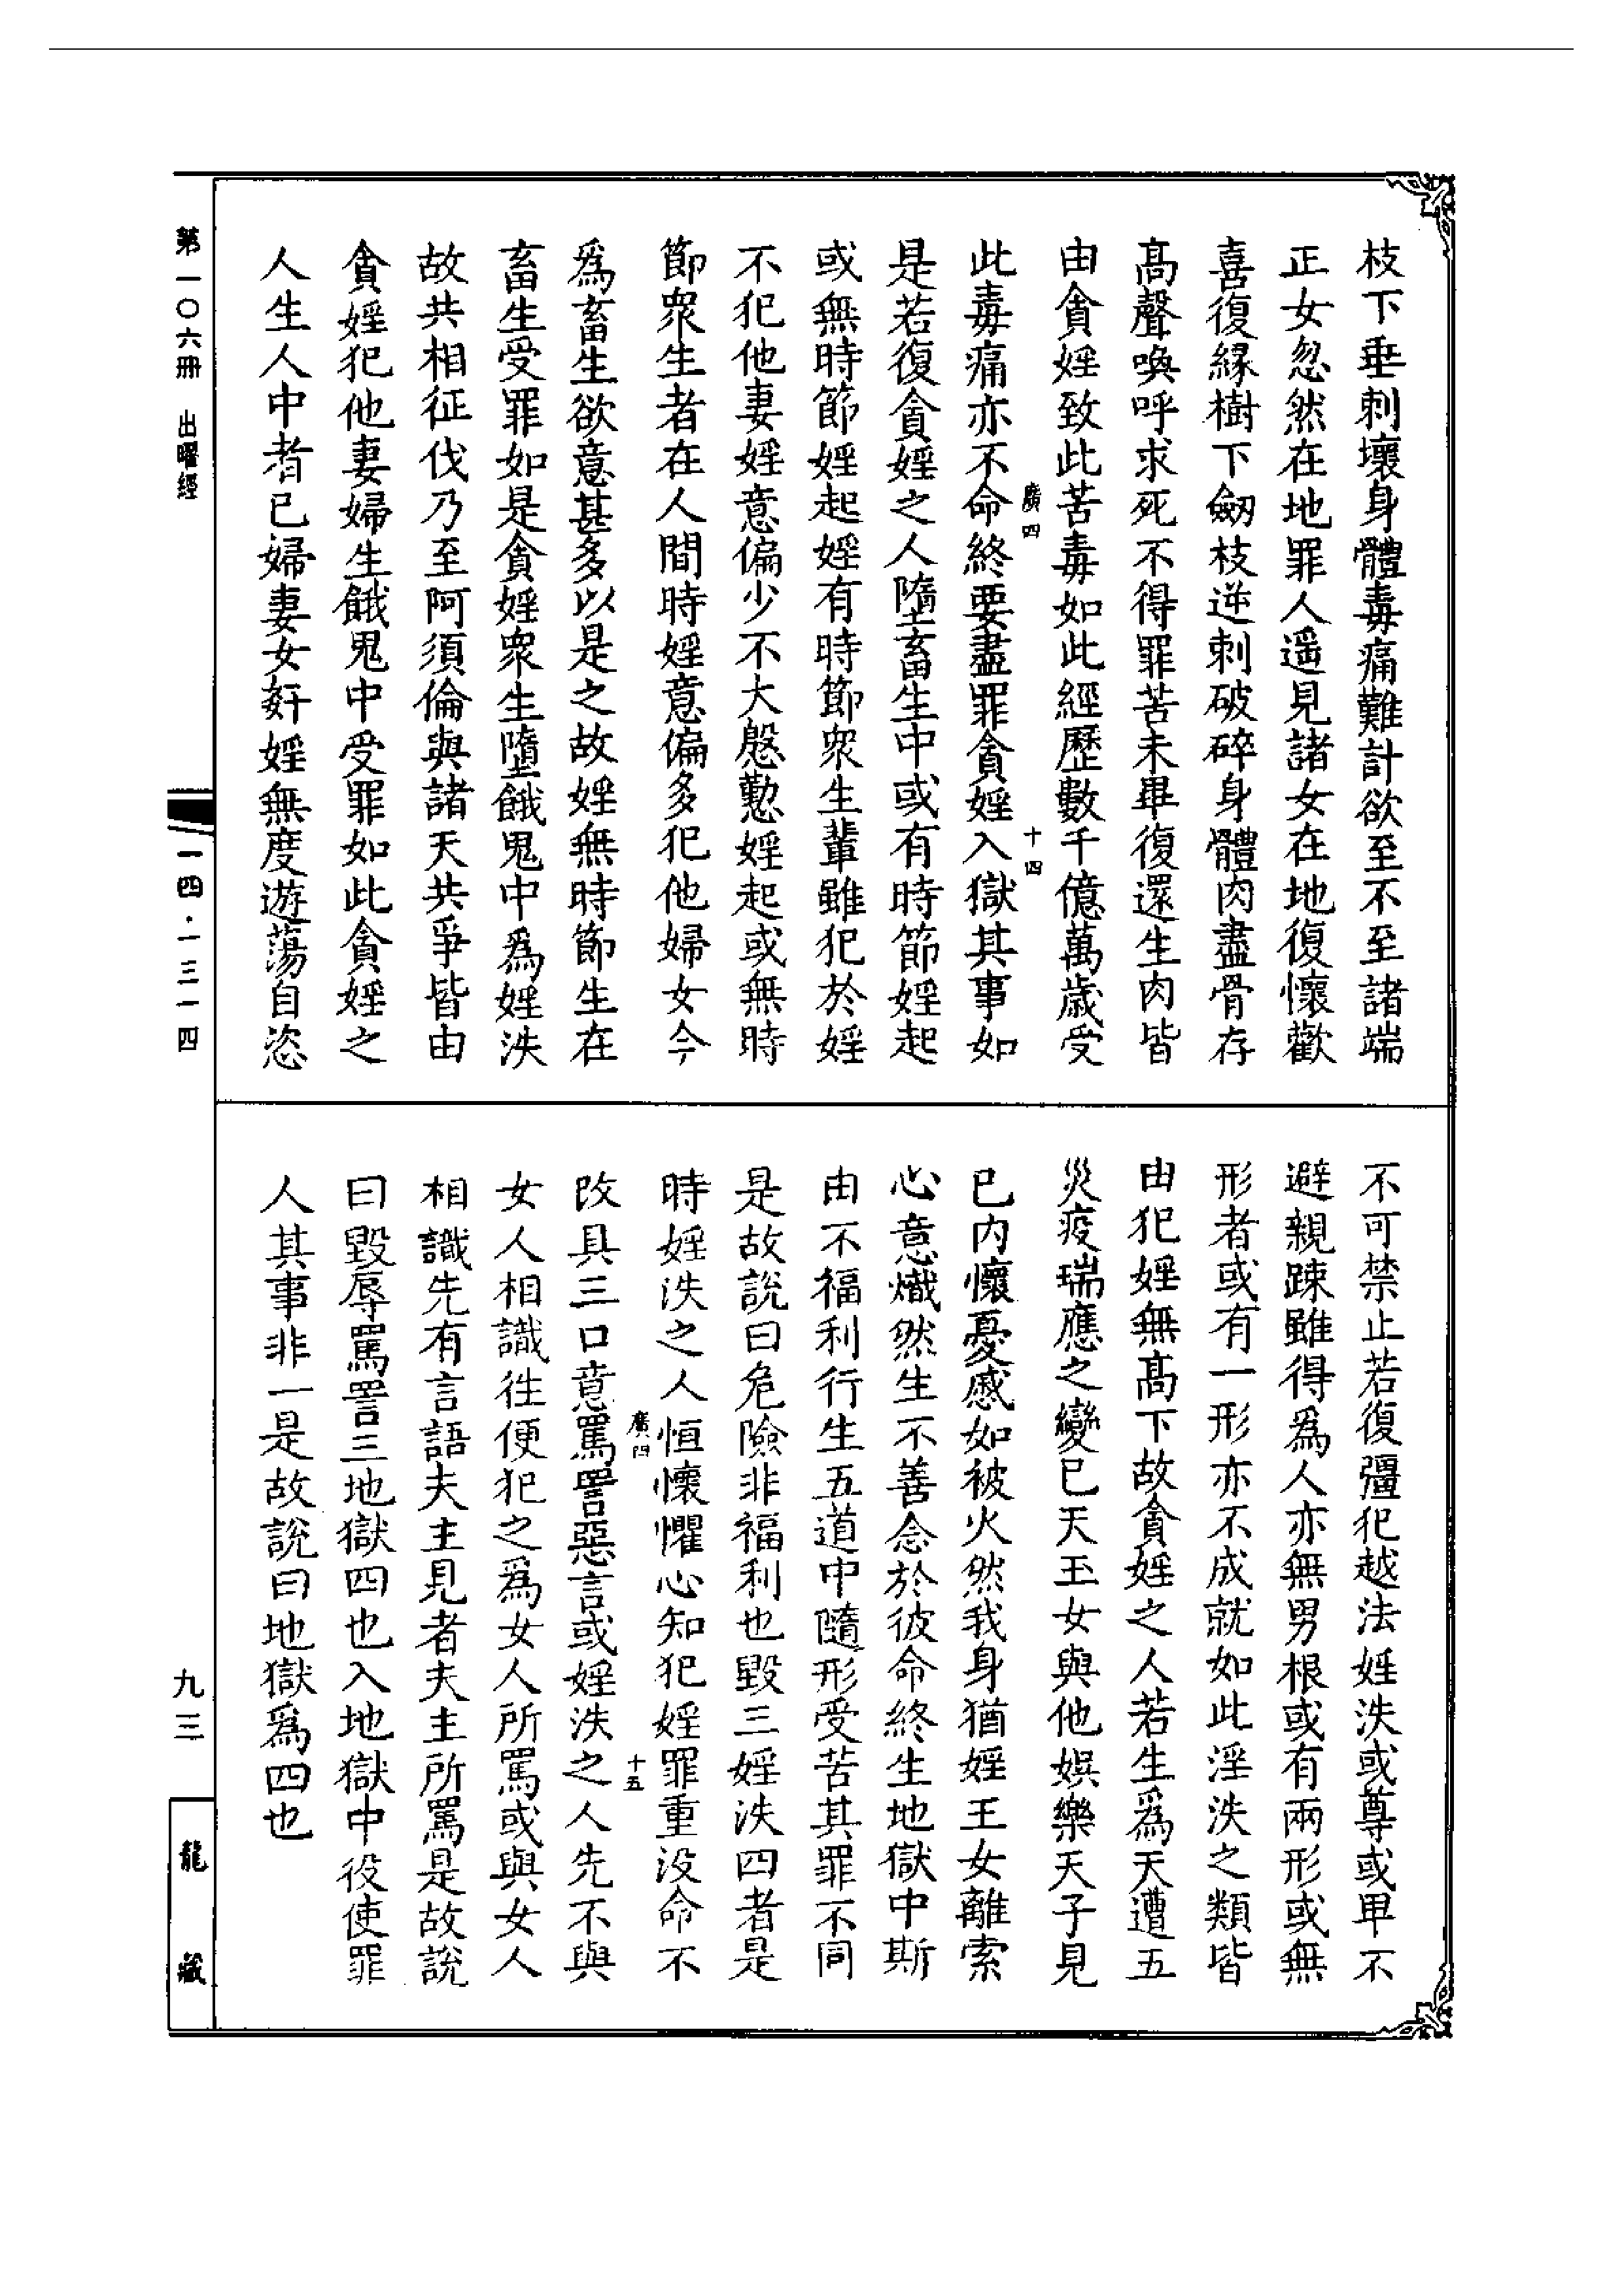 枝下垂刺壞身體毒痛難計欲至不至諸端
正女忽然在地罪人遥見諸女在地復懷歡
喜復緣樹下劒枝逆刺破碎身體肉盡骨存
髙聲喚呼求死不得罪苦未畢復還生肉皆
由貪婬致此苦毒如此經歷數千億萬歲受
廣四
十四
此毒痛亦不命終要盡罪貪婬入獄其事如
是若復貪婬之人墮畜生中或有時節婬起
或無時節婬起婬有時節衆生輩雖犯於婬
不犯他妻婬意偏少不大慇懃婬起或無時
節衆生者在人間時婬意偏多犯他婦女今
爲畜生欲意甚多以是之故婬無時節生在
畜生受罪如是貪婬衆生墮餓鬼中爲婬泆
故共相征伐乃至阿須倫與諸天共爭皆由
貪婬犯他妻婦生餓鬼中受罪如此貪婬之
人生人中者已婦妻女姧婬無度遊蕩自恣
不可禁止若復彊犯越法婬泆或尊或卑不
避親踈雖得爲人亦無男根或有兩形或無
形者或有一形亦不成就如此淫泆之類皆
由犯婬無髙下故貪婬之人若生爲天遭五
災疫瑞應之變已天玉女與他娛樂天子見
已内懷憂慼如被火然我身猶婬王女離索
心意熾然生不善念於彼命終生地獄中斯
由不福利行生五道中隨形受苦其罪不同
是故說曰危險非福利也毀三婬泆四者是
時婬泆之人恒懷懼心知犯婬罪重没命不
廣四
十五
改具三口意罵詈惡言或婬泆之人先不與
女人相識往便犯之爲女人所罵或與女人
相識先有言語夫主見者夫主所罵是故說
曰毀辱罵詈三地獄四也入地獄中役使罪
人其事非一是故說曰地獄爲四也
第一〇六冊 出曜經
一四·一三一四
九三
龍藏